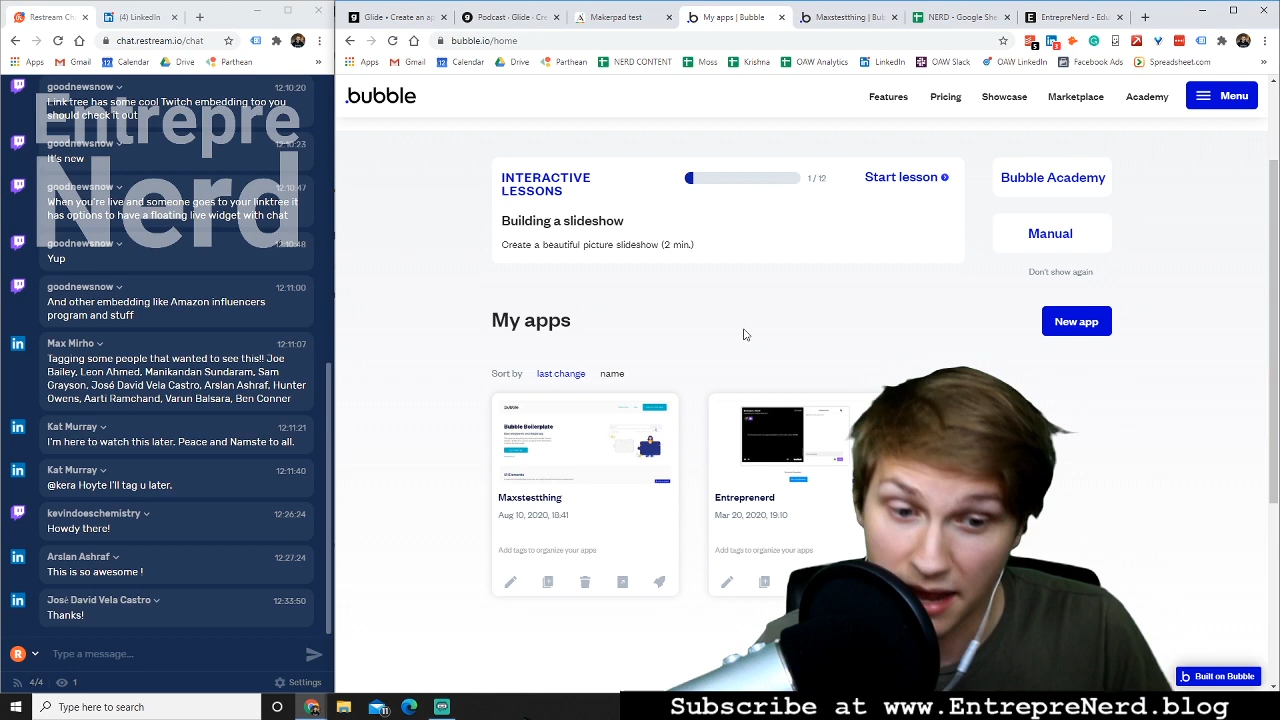 Restream Chat
LinkedIn
chat.restream.io/chat
Apps Gmail Calendar Drive Parthean
goodnewsnow 12:10:20
Link tree has some cool Twitch embedding too you
should check it out
goodnewsnow 12:10:23
It's new
goodnewsnow 12:10:47
When you're live and someone goes to your linktree it
has options to have a floating live widget with chat
goodnewsnow 12:10:48
Yup
goodnewsnow 12:11:00
And other embedding like Amazon influencers
program and stuff
Max Mirho 12:11:07
Tagging some people that wanted to see this!! Joe
Bailey, Leon Ahmed, Manikandan Sundaram, Sam
Grayson, José David Vela Castro, Arslan Ashraf, Hunter
Owens, Aarti Ramchand, Varun Balsara, Ben Conner
Kat Murray 12:11:21
I'm here to watch this later. Peace and Namem to all.
Kat Murray 12:11:40
@kera Hoyte I'll tag u later.
kevindoeschemistry 12:26:24
Howdy there!
Arslan Ashraf 12:27:24
This is so awesome !
José David Vela Castro 12:33:50
Thanks!
Type a message...
4/4 1 Settings
Entrepre
Nerd
Glide • Create an ap
Podcast · Glide · Cre
Makerpad test
My apps | Bubble
Maxstestthing | Bub
NERD - Google She
EntrepreNerd - Edu
bubble.io/home
5 3
Apps Gmail Calendar Drive Parthean NERD CONTENT Moss Krishna OAW Analytics LinkedIn OAW Slack OAW LinkedIn Facebook Ads Spreadsheet.com
.bubble
Features Pricing Showcase Marketplace Academy Menu
INTERACTIVE
LESSONS
1 / 12
Start lesson
Building a slideshow
Create a beautiful picture slideshow (2 min.)
Bubble Academy
Manual
Don't show again
My apps
New app
Sort by last change name
Bubble Boilerplate
Maxstestthing
Aug 10, 2020, 18:41
Add tags to organize your apps
Entreprenerd
Mar 20, 2020, 19:10
Add tags to organize your apps
Built on Bubble
Type here to search
Subscribe at www.EntrepreNerd.blog